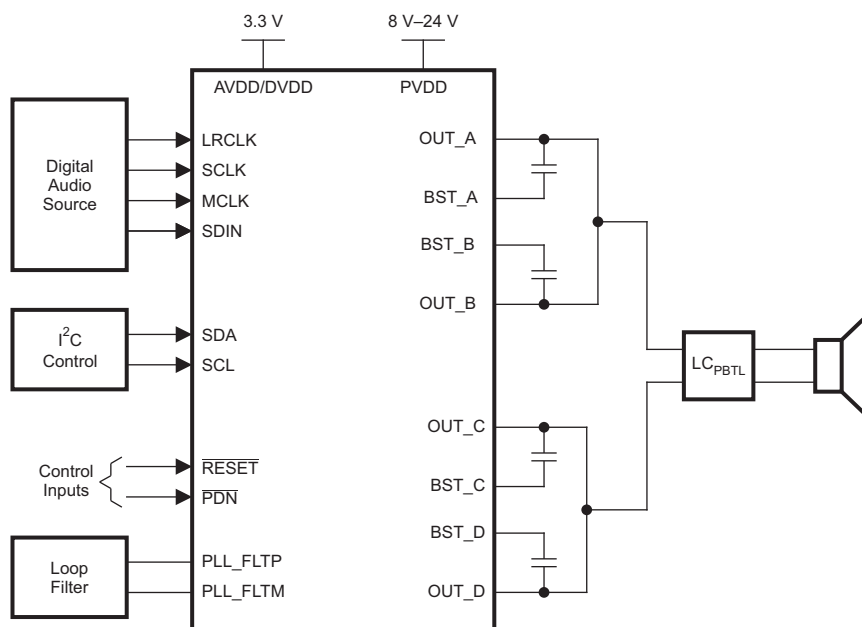 3.3 V
8 V–24 V
AVDD/DVDD
PVDD
Digital
Audio
Source
LRCLK
SCLK
MCLK
SDIN
OUT_A
BST_A
BST_B
OUT_B
I²C
Control
SDA
SCL
LC_PBTL
Control
Inputs
RESET
PDN
OUT_C
BST_C
BST_D
OUT_D
Loop
Filter
PLL_FLTP
PLL_FLTM